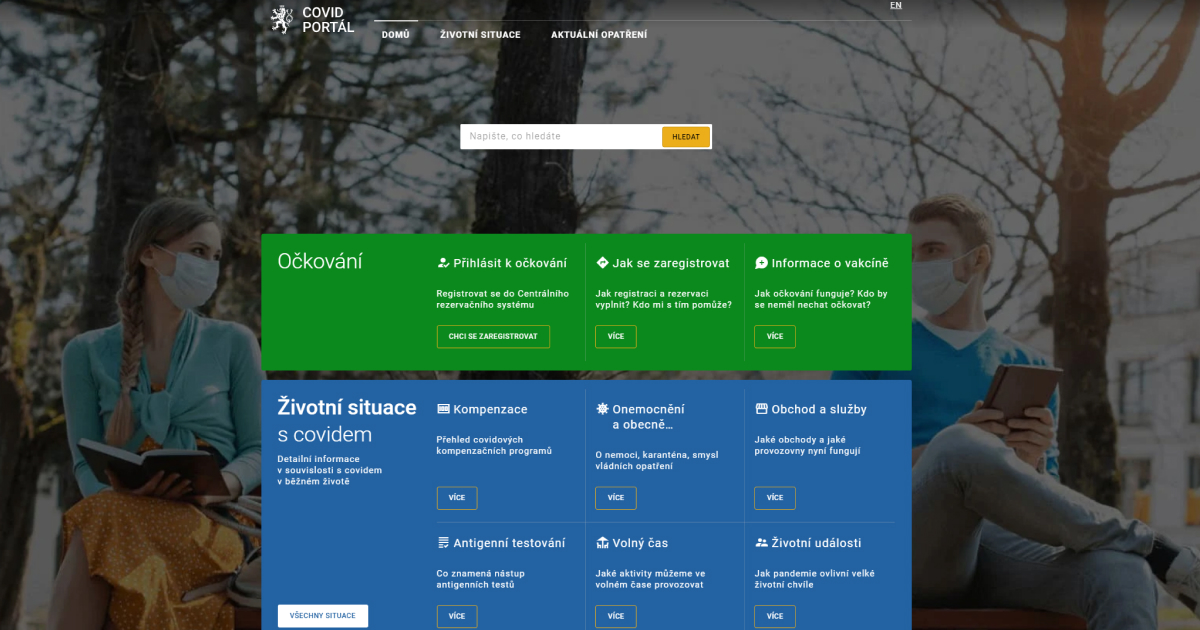 COVID
PORTÁL
EN
DOMŮ
ŽIVOTNÍ SITUACE
AKTUÁLNÍ OPATŘENÍ
Napište, co hledáte
HLEDAT
Očkování
Přihlásit k očkování
Registrovat se do Centrálního
rezervačního systému
CHCI SE ZAREGISTROVAT
Jak se zaregistrovat
Jak registraci a rezervaci
vyplnit? Kdo mi s tím pomůže?
VÍCE
Informace o vakcíně
Jak očkování funguje? Kdo by
se neměl nechat očkovat?
VÍCE
Životní situace
s covidem
Detailní informace
v souvislosti s covidem
v běžném životě
VŠECHNY SITUACE
Kompenzace
Přehled covidových
kompenzačních programů
VÍCE
Onemocnění
a obecně…
O nemoci, karanténa, smysl
vládních opatření
VÍCE
Obchod a služby
Jaké obchody a jaké
provozovny nyní fungují
VÍCE
Antigenní testování
Co znamená nástup
antigenních testů
VÍCE
Volný čas
Jaké aktivity můžeme ve
volném čase provozovat
VÍCE
Životní události
Jak pandemie ovlivní velké
životní chvíle
VÍCE